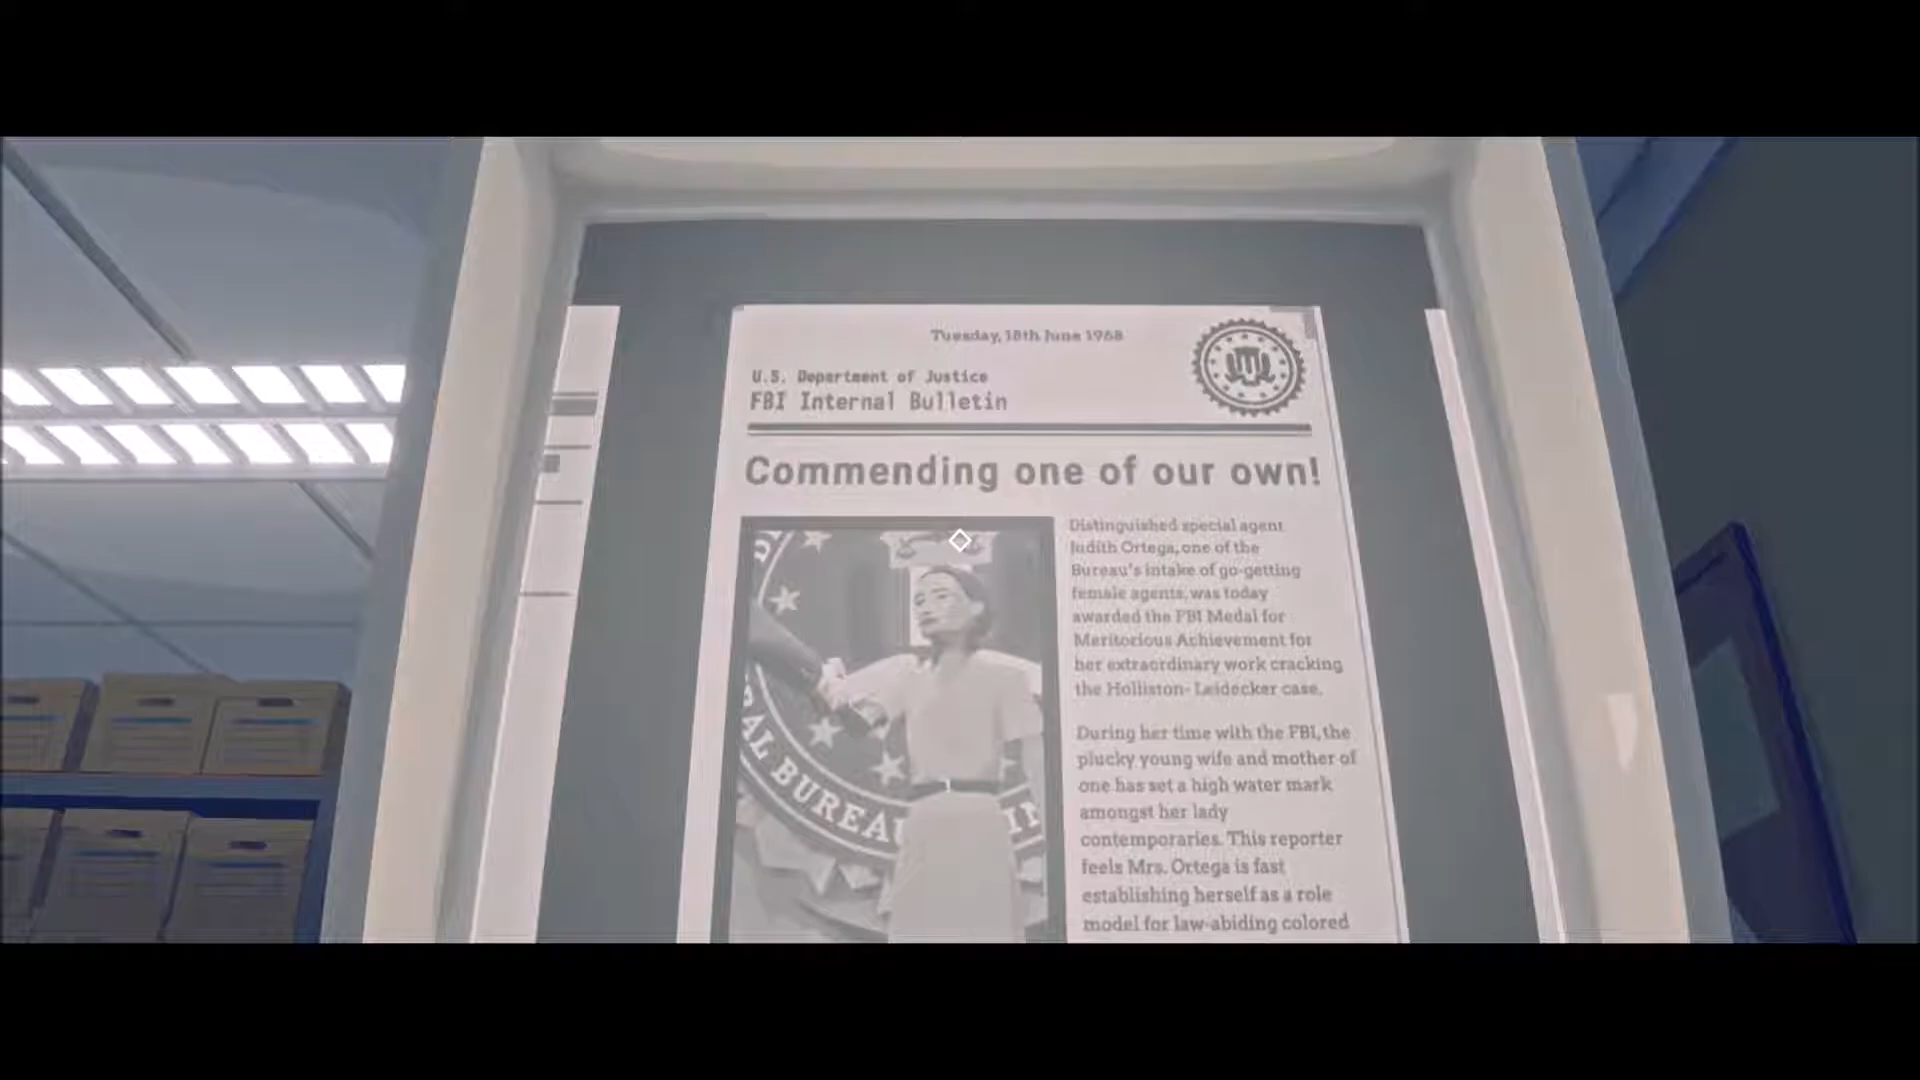 Tuesday, 18th June 1968
U.S. Department of Justice
FBI Internal Bulletin
Commending one of our own!
Distinguished special agent
Judith Ortega, one of the
Bureau's intake of go-getting
female agents, was today
awarded the FBI Medal for
Meritorious Achievement for
her extraordinary work cracking
the Holliston-Leidecker case.
During her time with the FBI, the
plucky young wife and mother of
one has set a high water mark
amongst her lady
contemporaries. This reporter
feels Mrs. Ortega is fast
establishing herself as a role
model for law-abiding colored
RAL BUREAU
IN